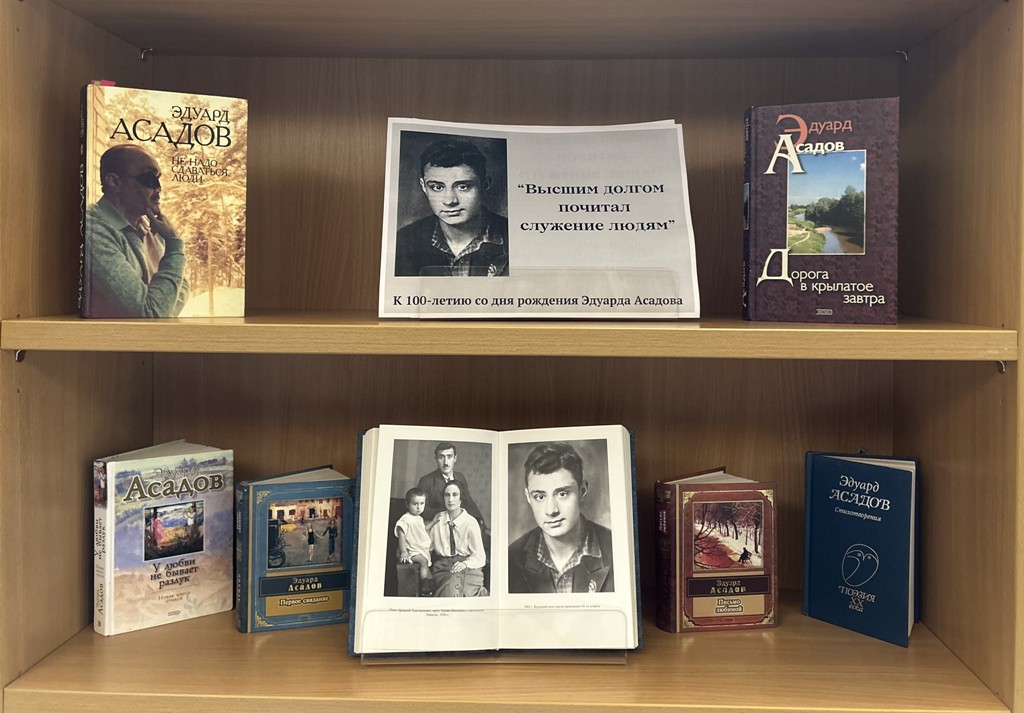 ЭДУАРД
АСАДОВ
НЕ НАДО
СДАВАТЬСЯ,
ЛЮДИ
“Высшим долгом
почитал
служение людям”
К 100-летию со дня рождения Эдуарда Асадова
Эдуард
Асадов
Дорога
в крылатое
завтра
Эдуард
Асадов
У любви
не бывает
разлук
Эдуард
Асадов
Первое свидание
Эдуард
Асадов
Письмо
любимой
Эдуард
АСАДОВ
Стихотворения
ПОЭЗИЯ
XX
века